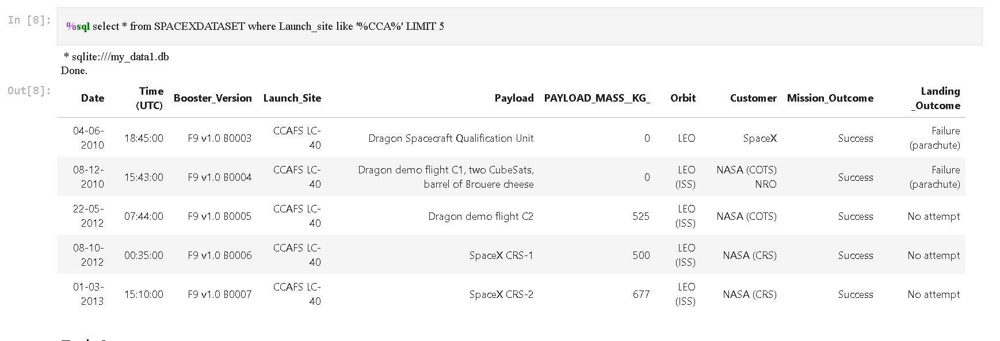 In [8]:
%sql select * from SPACEXDATASET where Launch_site like '%CCA%' LIMIT 5
* sqlite:///my_data1.db
Done.
Out[8]:
Date Time (UTC) Booster_Version Launch_Site Payload PAYLOAD_MASS__KG_ Orbit Customer Mission_Outcome Landing _Outcome
04-06-2010 18:45:00 F9 v1.0 B0003 CCAFS LC-40 Dragon Spacecraft Qualification Unit 0 LEO SpaceX Success Failure (parachute)
08-12-2010 15:43:00 F9 v1.0 B0004 CCAFS LC-40 Dragon demo flight C1, two CubeSats, barrel of Brouere cheese 0 LEO (ISS) NASA (COTS) NRO Success Failure (parachute)
22-05-2012 07:44:00 F9 v1.0 B0005 CCAFS LC-40 Dragon demo flight C2 525 LEO (ISS) NASA (COTS) Success No attempt
08-10-2012 00:35:00 F9 v1.0 B0006 CCAFS LC-40 SpaceX CRS-1 500 LEO (ISS) NASA (CRS) Success No attempt
01-03-2013 15:10:00 F9 v1.0 B0007 CCAFS LC-40 SpaceX CRS-2 677 LEO (ISS) NASA (CRS) Success No attempt